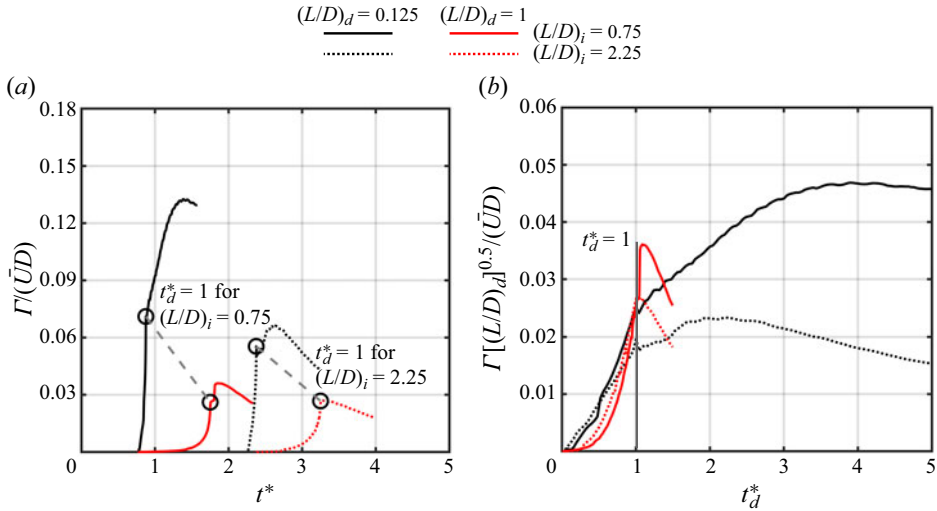 (L/D)d = 0.125 (L/D)d = 1
(L/D)i = 0.75
(L/D)i = 2.25
(a)
0.18
0.15
0.12
0.09
0.06
0.03
Γ/(ŪD)
t*d = 1 for
(L/D)i = 0.75
t*d = 1 for
(L/D)i = 2.25
0 1 2 3 4 5
t*
(b)
0.06
0.05
0.04
0.03
0.02
0.01
0
Γ[(L/D)d]0.5/(ŪD)
t*d = 1
0 1 2 3 4 5
t*d